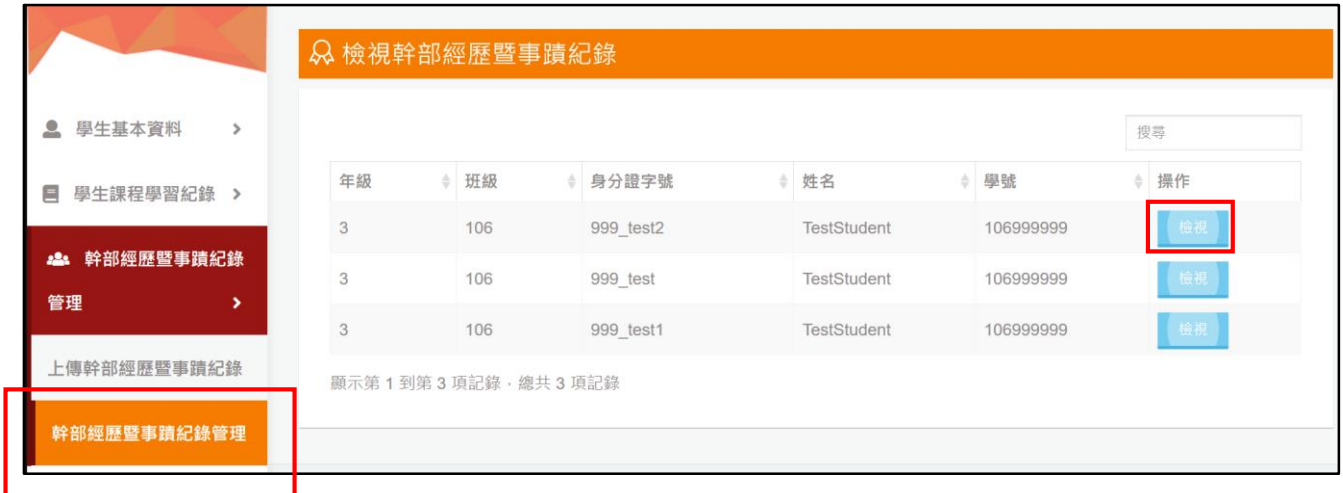 檢視幹部經歷暨事蹟紀錄
學生基本資料
學生課程學習紀錄
幹部經歷暨事蹟紀錄
管理
上傳幹部經歷暨事蹟紀錄
幹部經歷暨事蹟紀錄管理
搜尋
年級 班級 身分證字號 姓名 學號 操作
3 106 999_test2 TestStudent 106999999 檢視
3 106 999_test TestStudent 106999999 檢視
3 106 999_test1 TestStudent 106999999 檢視
顯示第 1 到第 3 項記錄，總共 3 項記錄